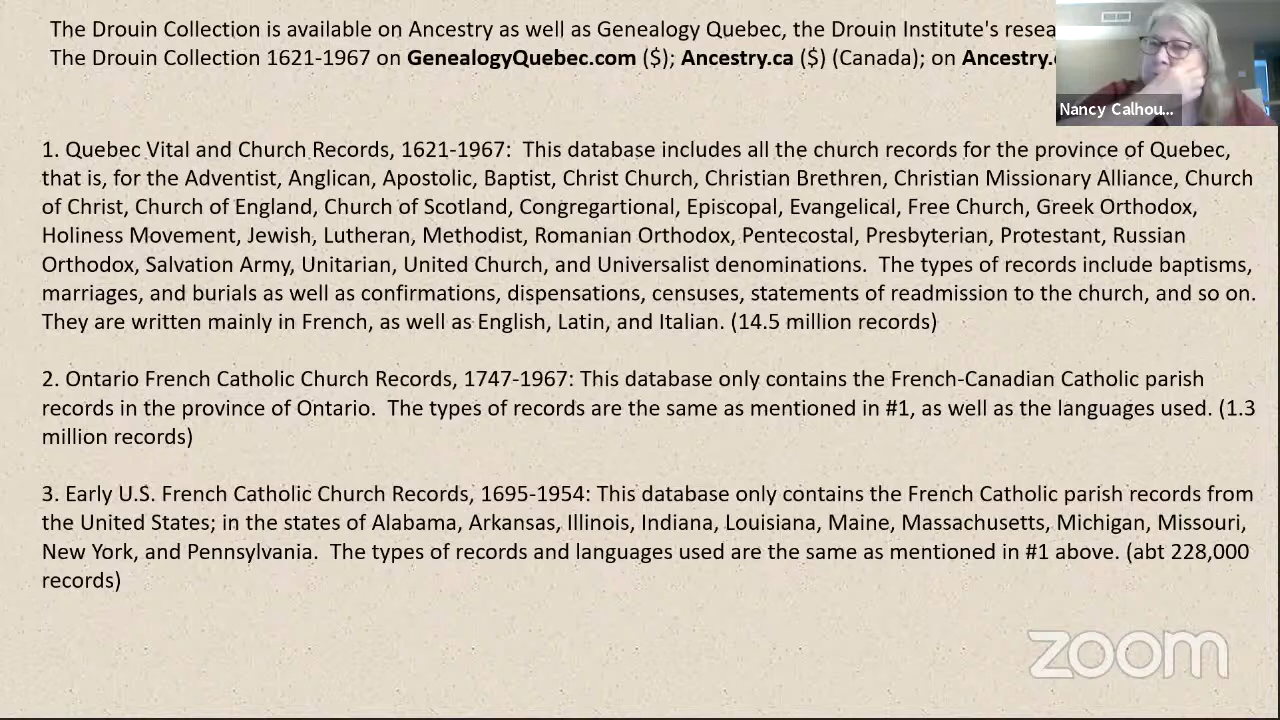 The Drouin Collection is available on Ancestry as well as Genealogy Quebec, the Drouin Institute's
The Drouin Collection 1621-1967 on GenealogyQuebec.com ($); Ancestry.ca ($) (Canada); on
Nancy Calhou...
1. Quebec Vital and Church Records, 1621-1967: This database includes all the church records for the province of Quebec,
that is, for the Adventist, Anglican, Apostolic, Baptist, Christ Church, Christian Brethren, Christian Missionary Alliance, Church
of Christ, Church of England, Church of Scotland, Congregartional, Episcopal, Evangelical, Free Church, Greek Orthodox,
Holiness Movement, Jewish, Lutheran, Methodist, Romanian Orthodox, Pentecostal, Presbyterian, Protestant, Russian
Orthodox, Salvation Army, Unitarian, United Church, and Universalist denominations. The types of records include baptisms,
marriages, and burials as well as confirmations, dispensations, censuses, statements of readmission to the church, and so on.
They are written mainly in French, as well as English, Latin, and Italian. (14.5 million records)
2. Ontario French Catholic Church Records, 1747-1967: This database only contains the French-Canadian Catholic parish
records in the province of Ontario. The types of records are the same as mentioned in #1, as well as the languages used. (1.3
million records)
3. Early U.S. French Catholic Church Records, 1695-1954: This database only contains the French Catholic parish records from
the United States; in the states of Alabama, Arkansas, Illinois, Indiana, Louisiana, Maine, Massachusetts, Michigan, Missouri,
New York, and Pennsylvania. The types of records and languages used are the same as mentioned in #1 above. (abt 228,000
records)
zoom